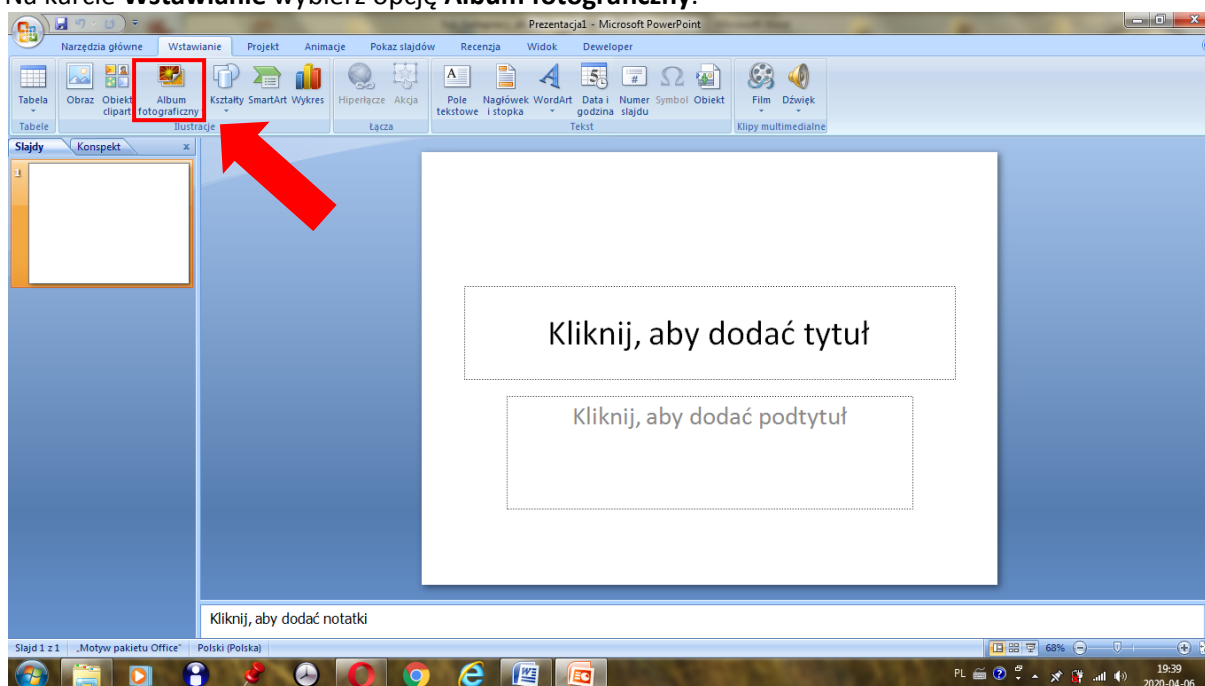 Na karcie Wstawianie wybierz opcję Album fotograficzny.
Prezentacja1 - Microsoft PowerPoint
Narzędzia główne Wstawianie Projekt Animacje Pokaz slajdów Recenzja Widok Deweloper
Tabela Obraz Obiekt clipart Album fotograficzny Kształty SmartArt Wykres Hiperłącze Akcja Pole tekstowe Nagłówek i stopka WordArt Data i godzina Numer slajdu Symbol Obiekt Film Dźwięk
Tabele Ilustracje Łącza Tekst Klipy multimedialne
Slajdy Konspekt x
1
Kliknij, aby dodać tytuł
Kliknij, aby dodać podtytuł
Kliknij, aby dodać notatki
Slajd 1 z 1 „Motyw pakietu Office" Polski (Polska) 68%
PL 19:39
2020-04-06